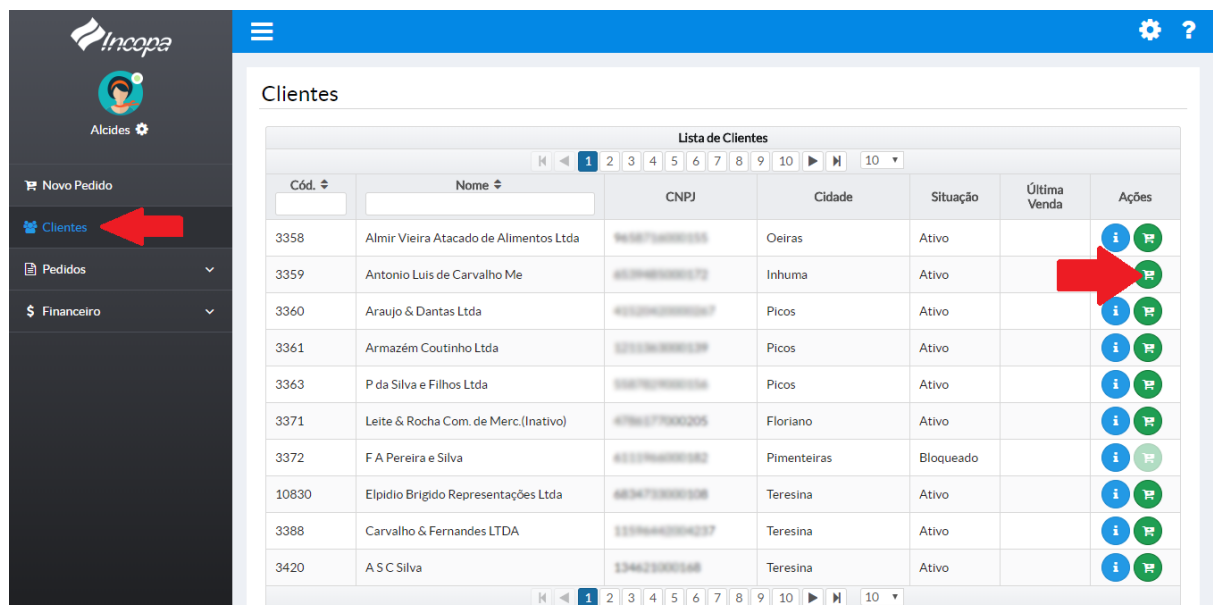 Incopa
Alcides
Novo Pedido
Clientes
Pedidos
$ Financeiro
?
Clientes
Lista de Clientes
1 2 3 4 5 6 7 8 9 10 10
Cód. Nome CNPJ Cidade Situação Última Venda Ações
3358 Almir Vieira Atacado de Alimentos Ltda Oeiras Ativo i
3359 Antonio Luis de Carvalho Me Inhuma Ativo
3360 Araujo & Dantas Ltda Picos Ativo i
3361 Armazém Coutinho Ltda Picos Ativo i
3363 P da Silva e Filhos Ltda Picos Ativo i
3371 Leite & Rocha Com. de Merc.(Inativo) Floriano Ativo i
3372 F A Pereira e Silva Pimenteiras Bloqueado i
10830 Elpidio Brigido Representações Ltda Teresina Ativo i
3388 Carvalho & Fernandes LTDA Teresina Ativo i
3420 A S C Silva Teresina Ativo i
1 2 3 4 5 6 7 8 9 10 10